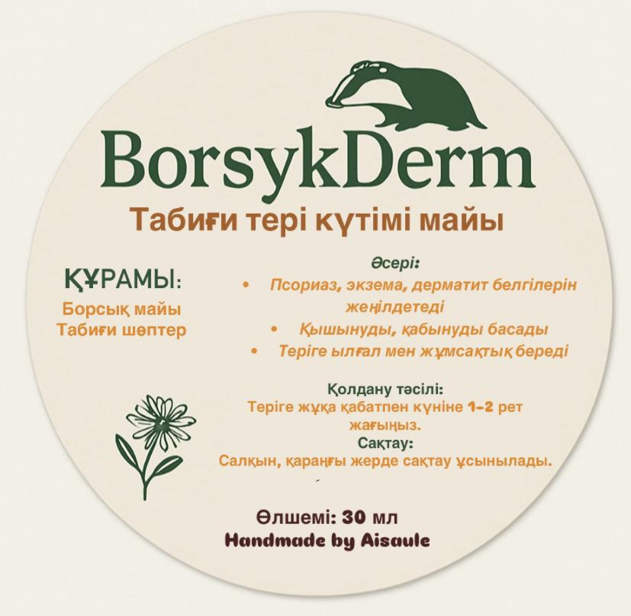 BorsykDerm
Табиғи тері күтімі майы
ҚҰРАМЫ:
Борсық майы
Табиғи шөптер
Әсері:
• Псориаз, экзема, дерматит белгілерін
жеңілдетеді
• Қышынуды, қабынуды басады
• Теріге ылғал мен жұмсақтық береді
Қолдану тәсілі:
Теріге жұқа қабатпен күніне 1-2 рет
жағыңыз.
Сақтау:
Салқын, қараңғы жерде сақтау ұсынылады.
Өлшемі: 30 мл
Handmade by Aisaule